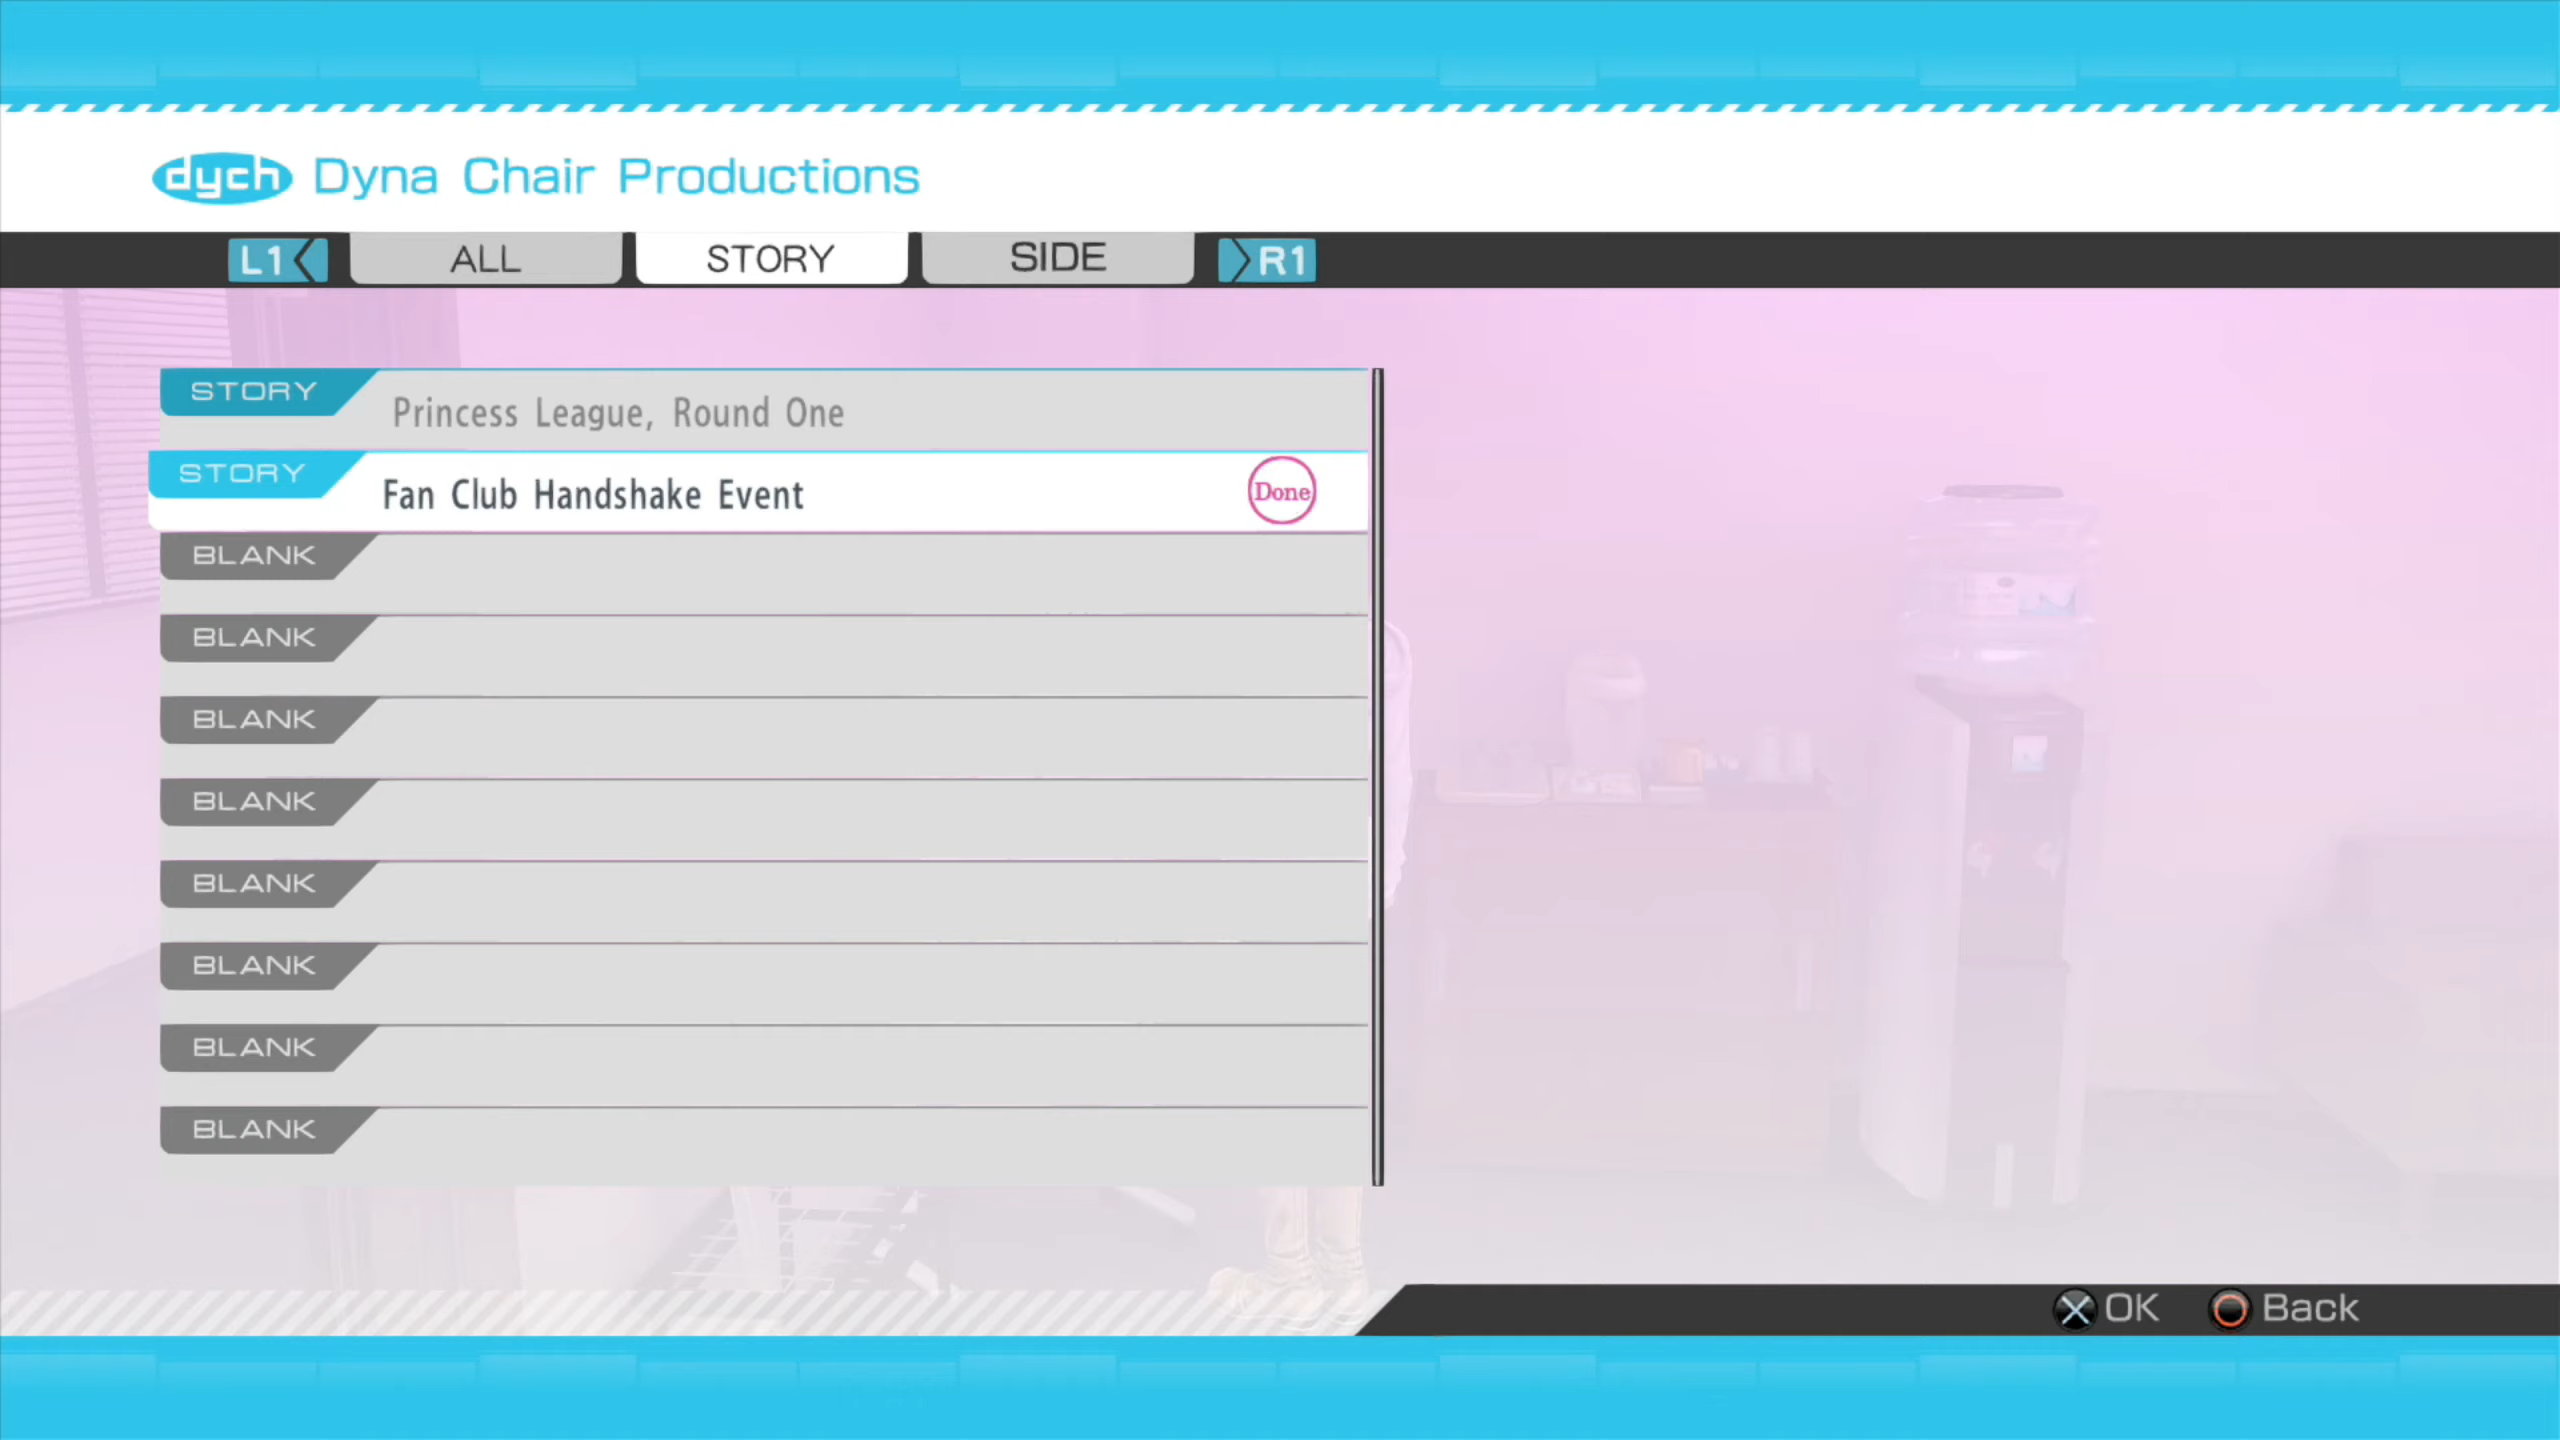 dych Dyna Chair Productions
L1 ALL STORY SIDE R1
STORY Princess League, Round One
STORY Fan Club Handshake Event Done
BLANK
BLANK
BLANK
BLANK
BLANK
BLANK
BLANK
BLANK
OK Back